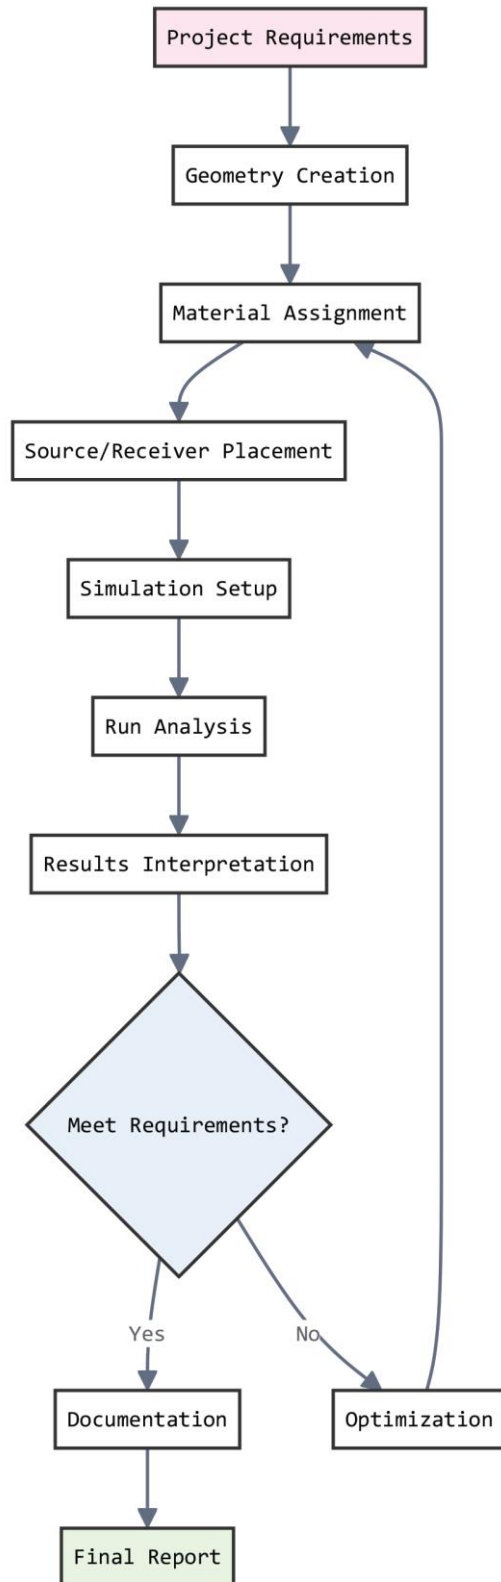 Project Requirements
Geometry Creation
Material Assignment
Source/Receiver Placement
Simulation Setup
Run Analysis
Results Interpretation
Meet Requirements?
Yes
No
Documentation
Optimization
Final Report